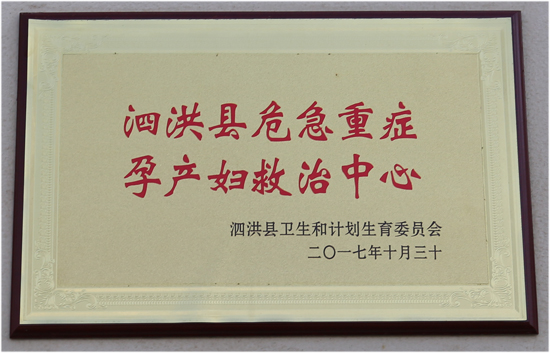 泗洪县危急重症
孕产妇救治中心
泗洪县卫生和计划生育委员会
二〇一七年十月三十